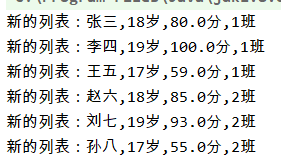 新的列表：张三,18岁,80.0分,1班
新的列表：李四,19岁,100.0分,1班
新的列表：王五,17岁,59.0分,1班
新的列表：赵六,18岁,85.0分,2班
新的列表：刘七,19岁,93.0分,2班
新的列表：孙八,17岁,55.0分,2班